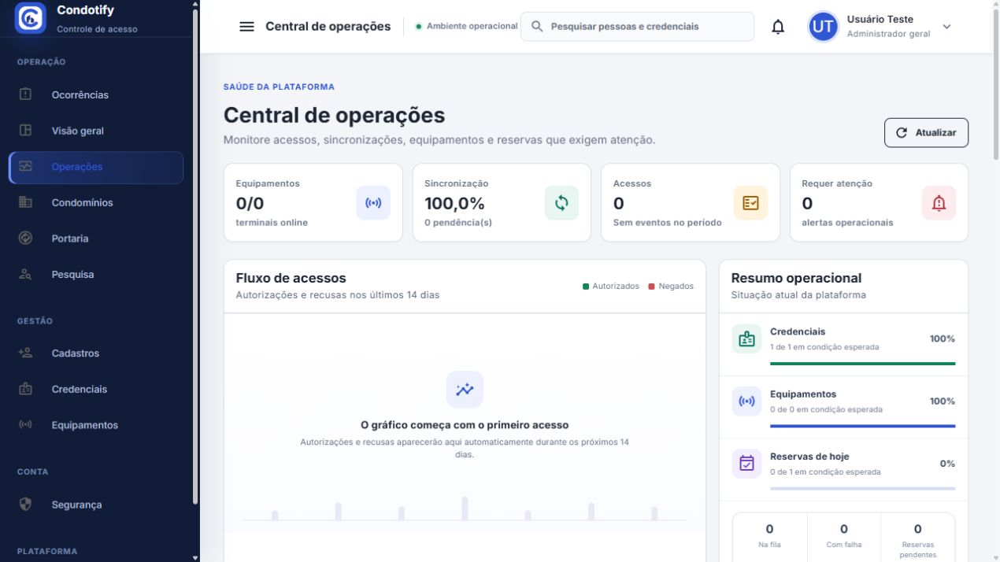 Condotify
Controle de acesso
OPERAÇÃO
Ocorrências
Visão geral
Operações
Condomínios
Portaria
Pesquisa
GESTÃO
Cadastros
Credenciais
Equipamentos
CONTA
Segurança
PLATAFORMA
Central de operações
Ambiente operacional
Pesquisar pessoas e credenciais
UT
Usuário Teste
Administrador geral
SAÚDE DA PLATAFORMA
Central de operações
Monitore acessos, sincronizações, equipamentos e reservas que exigem atenção.
Atualizar
Equipamentos
0/0
terminais online
Sincronização
100,0%
0 pendência(s)
Acessos
0
Sem eventos no período
Requer atenção
0
alertas operacionais
Fluxo de acessos
Autorizações e recusas nos últimos 14 dias
Autorizados
Negados
O gráfico começa com o primeiro acesso
Autorizações e recusas aparecerão aqui automaticamente durante os próximos 14
dias.
Resumo operacional
Situação atual da plataforma
Credenciais
1 de 1 em condição esperada
100%
Equipamentos
0 de 0 em condição esperada
100%
Reservas de hoje
0 de 1 em condição esperada
0%
0
Na fila
0
Com falha
0
Reservas
pendentes